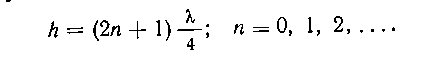 h = (2n + 1) λ/4; n = 0, 1, 2, ....